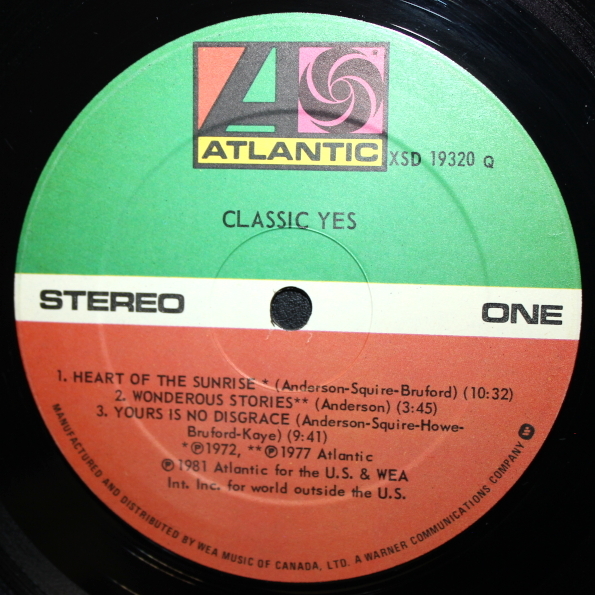 ATLANTIC
XSD 19320 Q
CLASSIC YES
STEREO ONE
1. HEART OF THE SUNRISE * (Anderson-Squire-Bruford) (10:32)
2. WONDEROUS STORIES** (Anderson) (3:45)
3. YOURS IS NO DISGRACE (Anderson-Squire-Howe-
Bruford-Kaye) (9:41)
*℗1972, **℗1977 Atlantic
℗1981 Atlantic for the U.S. & WEA
Int. Inc. for world outside the U.S.
MANUFACTURED AND DISTRIBUTED BY WEA MUSIC OF CANADA, LTD. A WARNER COMMUNICATIONS COMPANY